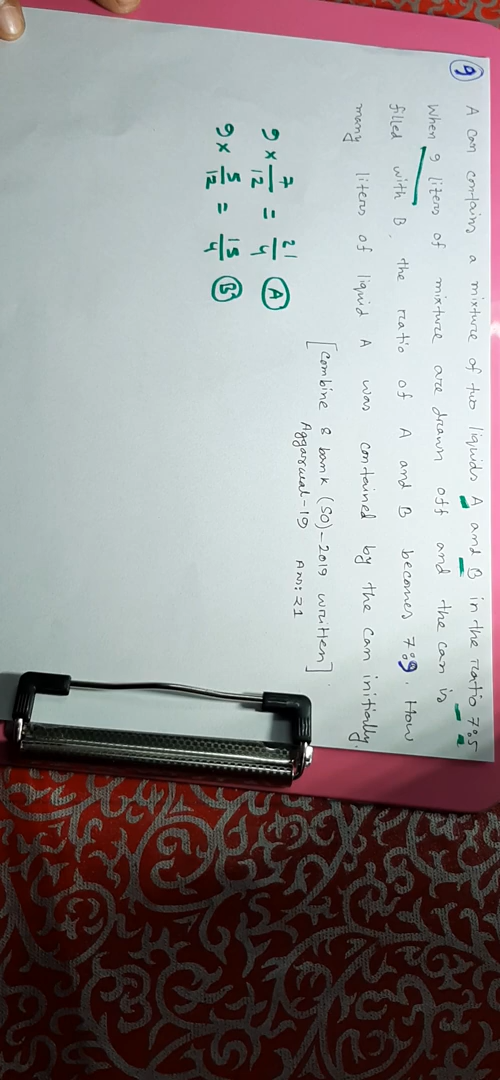 9 A can contains a mixture of two liquids A and B in the ratio 7:5
When 9 liters of mixture are drawn off and the can is
filled with B, the ratio of A and B becomes 7:9. How
many liters of liquid A was contained by the can initially.
[combine 8 bank (SO)-2019 written]
Aggarwal-19 Ans: 21
9 × 7/12 = 21/4 A
9 × 5/12 = 15/4 B